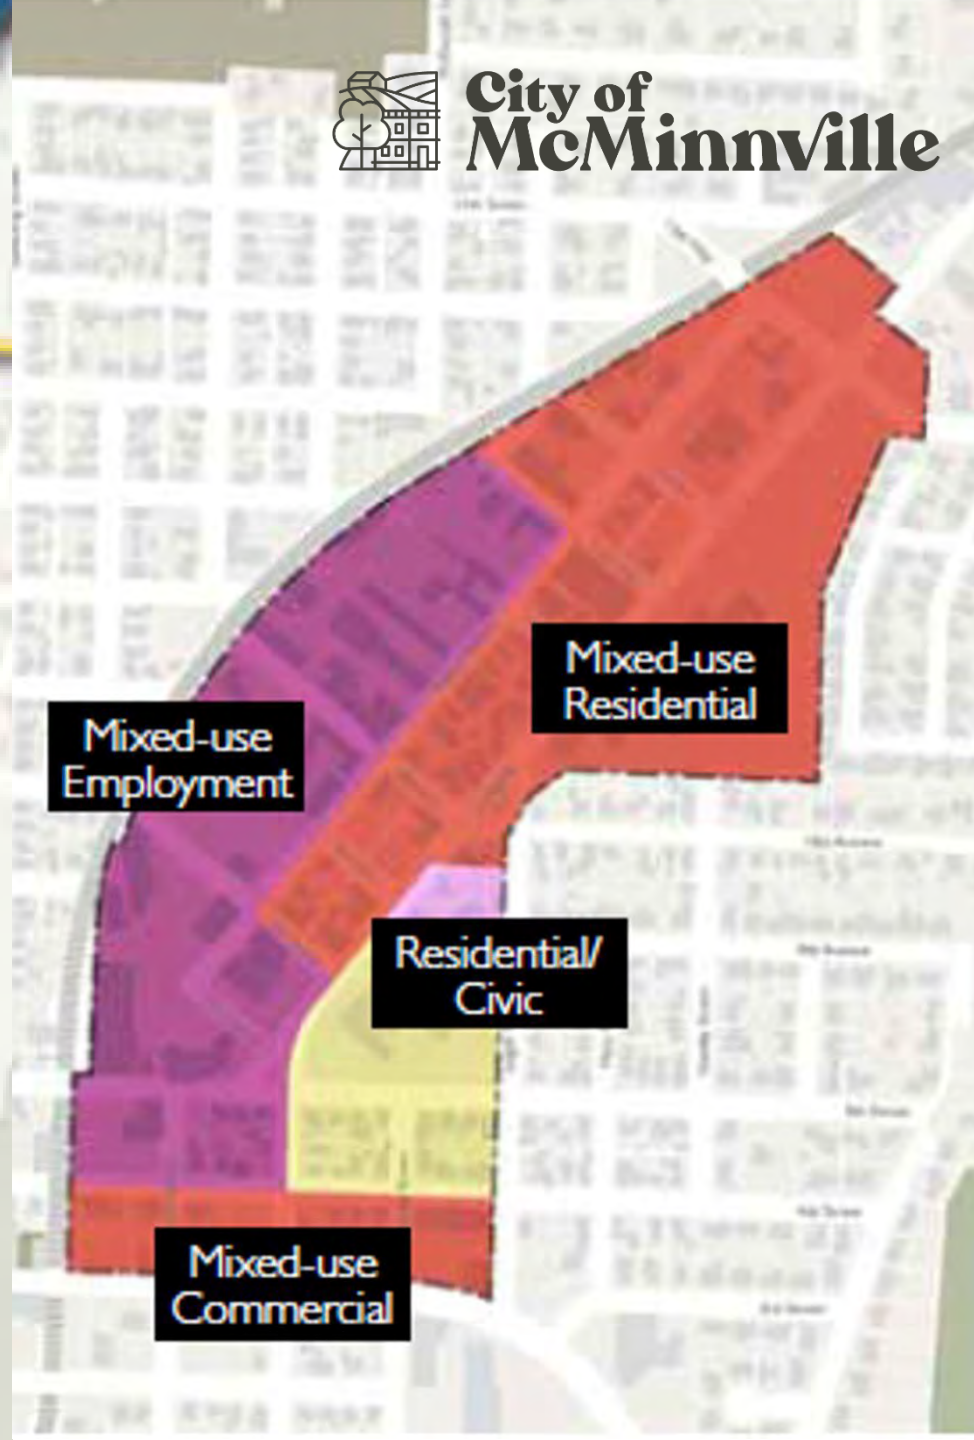 City of
McMinnville
Mixed-use
Residential
Mixed-use
Employment
Residential/
Civic
Mixed-use
Commercial